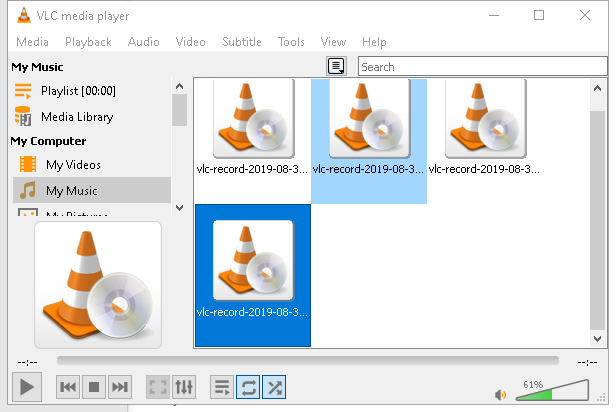 VLC media player
Media Playback Audio Video Subtitle Tools View Help
My Music
Search
Playlist [00:00]
Media Library
My Computer
My Videos
My Music
My Pictures
vlc-record-2019-08-3... vlc-record-2019-08-3... vlc-record-2019-08-3...
vlc-record-2019-08-3...
--:-- --:--
61%